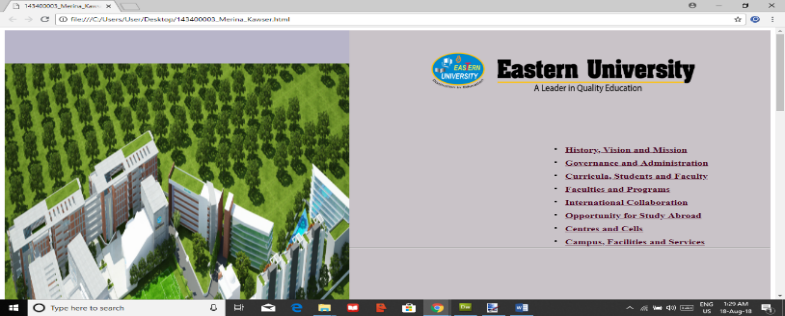 143400003_Merina_Kaws
file:///C:/Users/User/Desktop/143400003_Merina_Kawser.html
EASTERN
UNIVERSITY
Eastern University
A Leader in Quality Education
History, Vision and Mission
Governance and Administration
Curricula, Students and Faculty
Faculties and Programs
International Collaboration
Opportunity for Study Abroad
Centres and Cells
Campus, Facilities and Services
Type here to search
ENG
US
1:29 AM
18-Aug-18